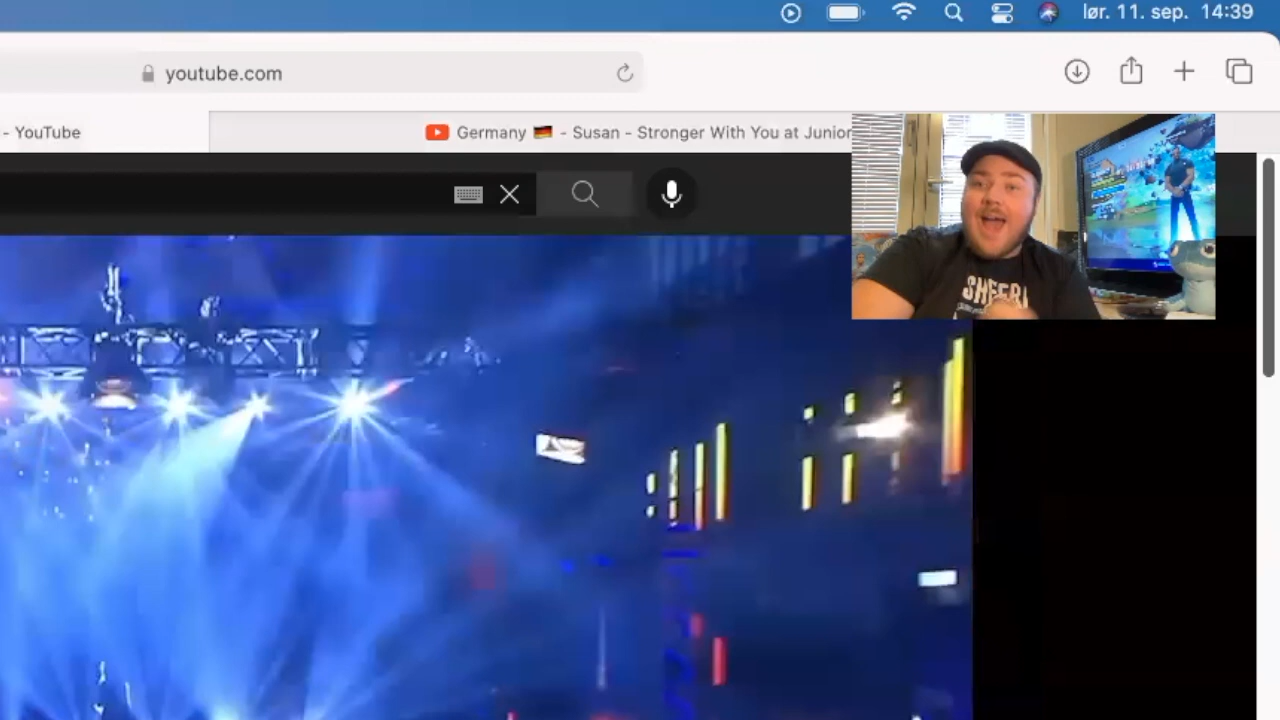 lør. 11. sep. 14:39
youtube.com
- YouTube
Germany 🇩🇪 - Susan - Stronger With You at Junior